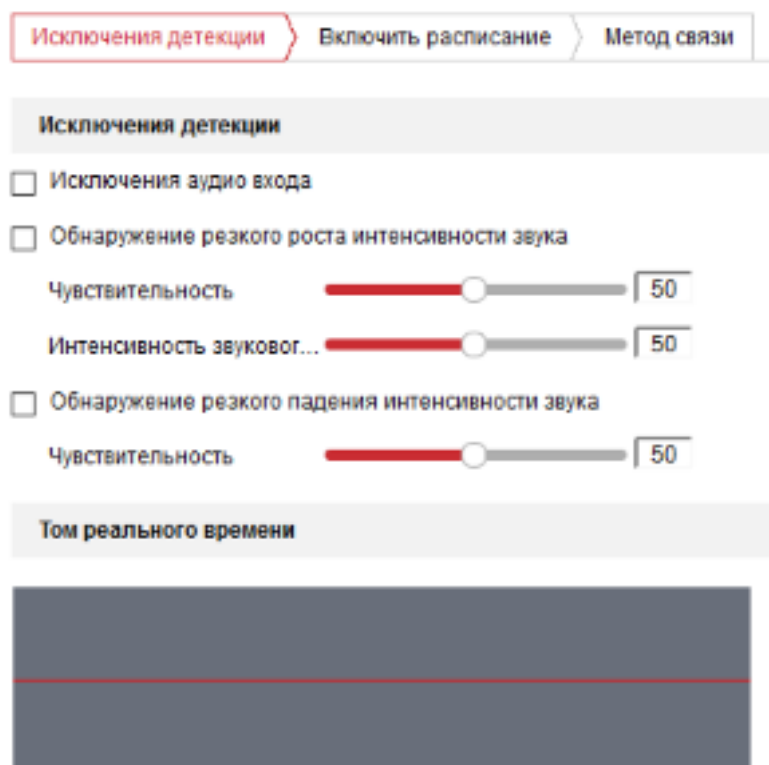 Исключения детекции Включить расписание Метод связи
Исключения детекции
Исключения аудио входа
Обнаружение резкого роста интенсивности звука
Чувствительность 50
Интенсивность звуковог... 50
Обнаружение резкого падения интенсивности звука
Чувствительность 50
Том реального времени